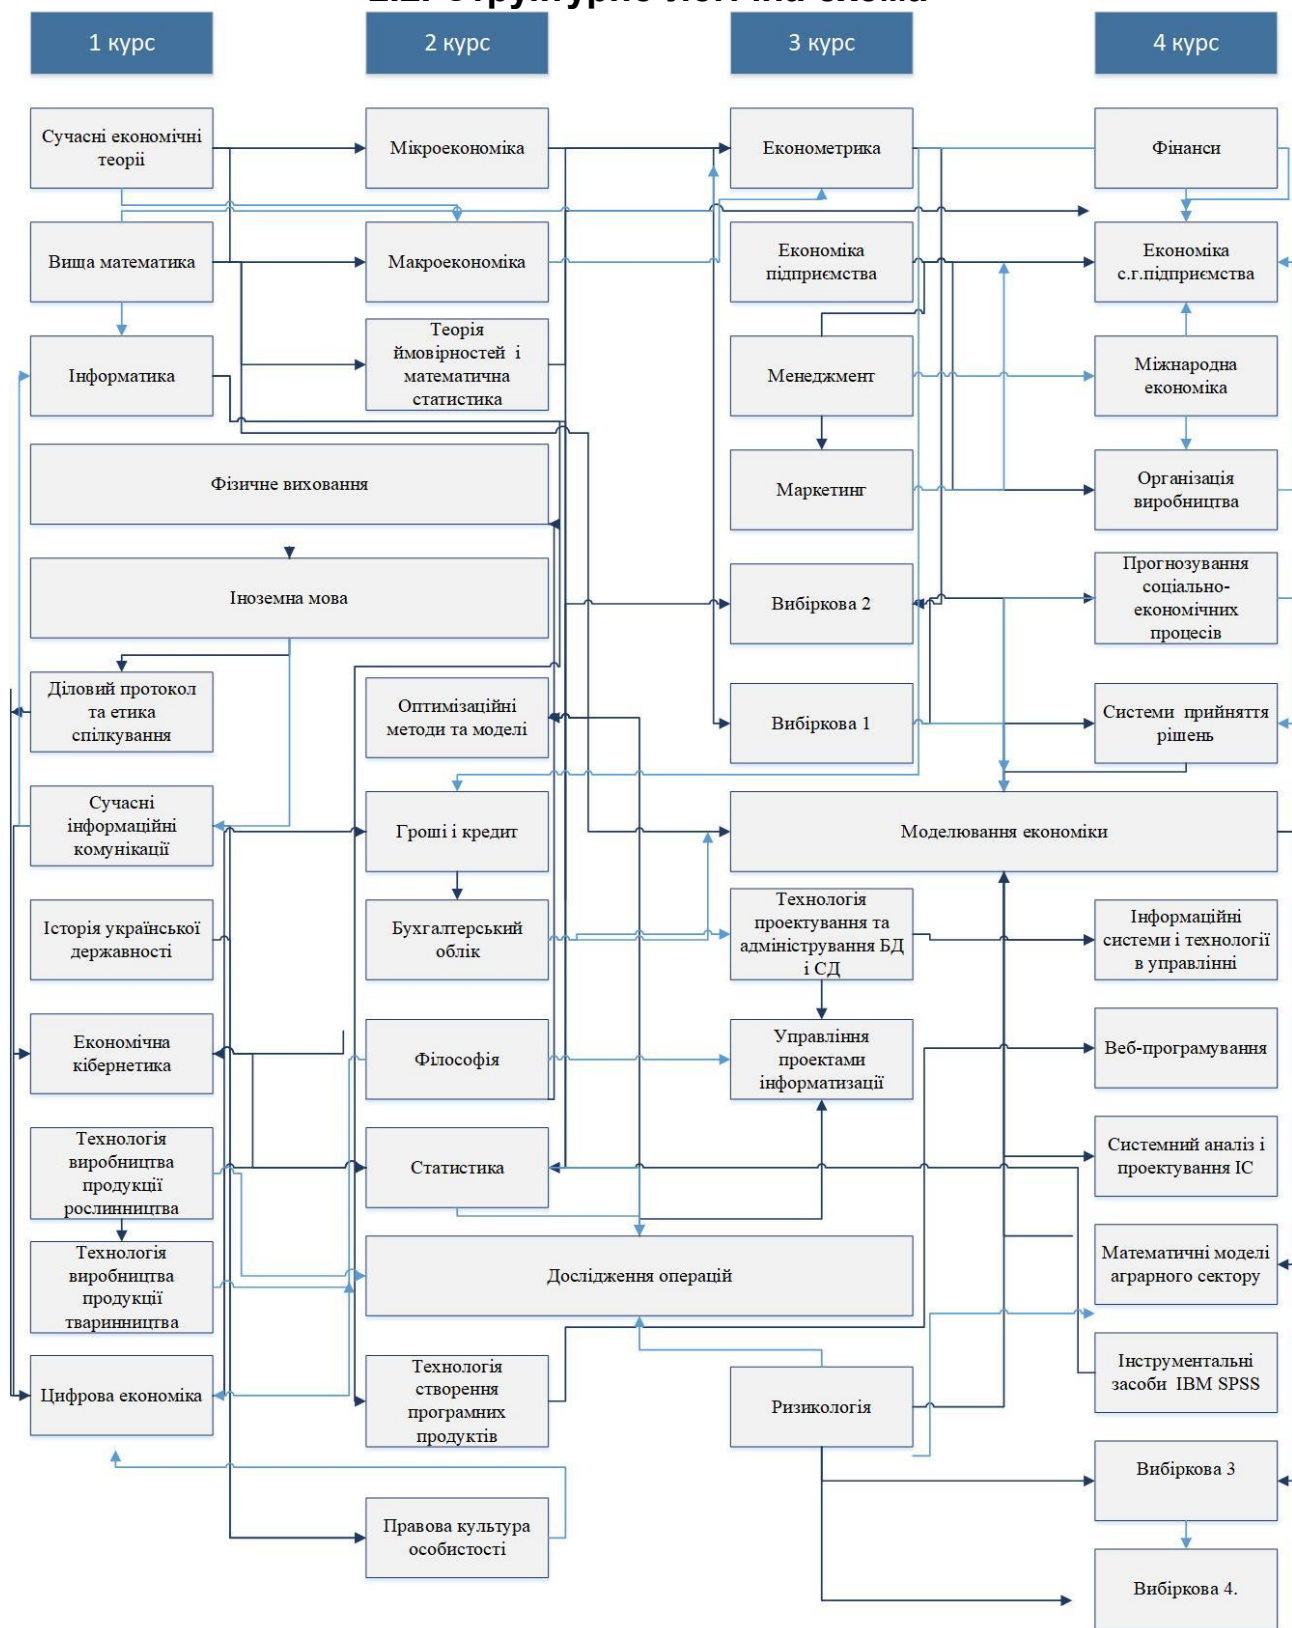 2.2. Структурно-логічна схема
1 курс
2 курс
3 курс
4 курс
Сучасні економічні
теорії
Мікроекономіка
Економетрика
Фінанси
Вища математика
Макроекономіка
Економіка
підприємства
Економіка
с.г.підприємства
Інформатика
Теорія
ймовірностей і
математична
статистика
Менеджмент
Міжнародна
економіка
Фізичне виховання
Маркетинг
Організація
виробництва
Іноземна мова
Вибіркова 2
Прогнозування
соціально-
економічних
процесів
Діловий протокол
та етика
спілкування
Оптимізаційні
методи та моделі
Вибіркова 1
Системи прийняття
рішень
Сучасні
інформаційні
комунікації
Гроші і кредит
Моделювання економіки
Історія української
державності
Бухгалтерський
облік
Технологія
проектування та
адміністрування БД
і СД
Інформаційні
системи і технології
в управлінні
Економічна
кібернетика
Філософія
Управління
проектами
інформатизації
Веб-програмування
Технологія
виробництва
продукції
рослинництва
Статистика
Системний аналіз і
проектування ІС
Технологія
виробництва
продукції
тваринництва
Дослідження операцій
Математичні моделі
аграрного сектору
Цифрова економіка
Технологія
створення
програмних
продуктів
Ризикологія
Інструментальні
засоби IBM SPSS
Вибіркова 3
Правова культура
особистості
Вибіркова 4.